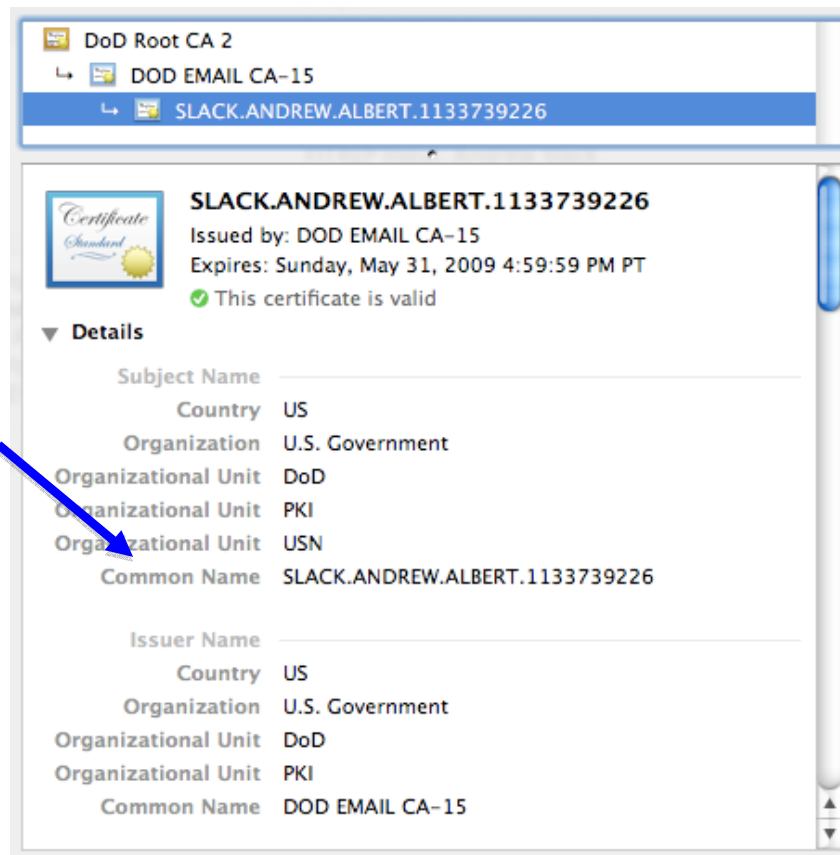 DoD Root CA 2
DOD EMAIL CA-15
SLACK.ANDREW.ALBERT.1133739226
Certificate
Standard
SLACK.ANDREW.ALBERT.1133739226
Issued by: DOD EMAIL CA-15
Expires: Sunday, May 31, 2009 4:59:59 PM PT
This certificate is valid
Details
Subject Name
Country US
Organization U.S. Government
Organizational Unit DoD
Organizational Unit PKI
Organizational Unit USN
Common Name SLACK.ANDREW.ALBERT.1133739226
Issuer Name
Country US
Organization U.S. Government
Organizational Unit DoD
Organizational Unit PKI
Common Name DOD EMAIL CA-15